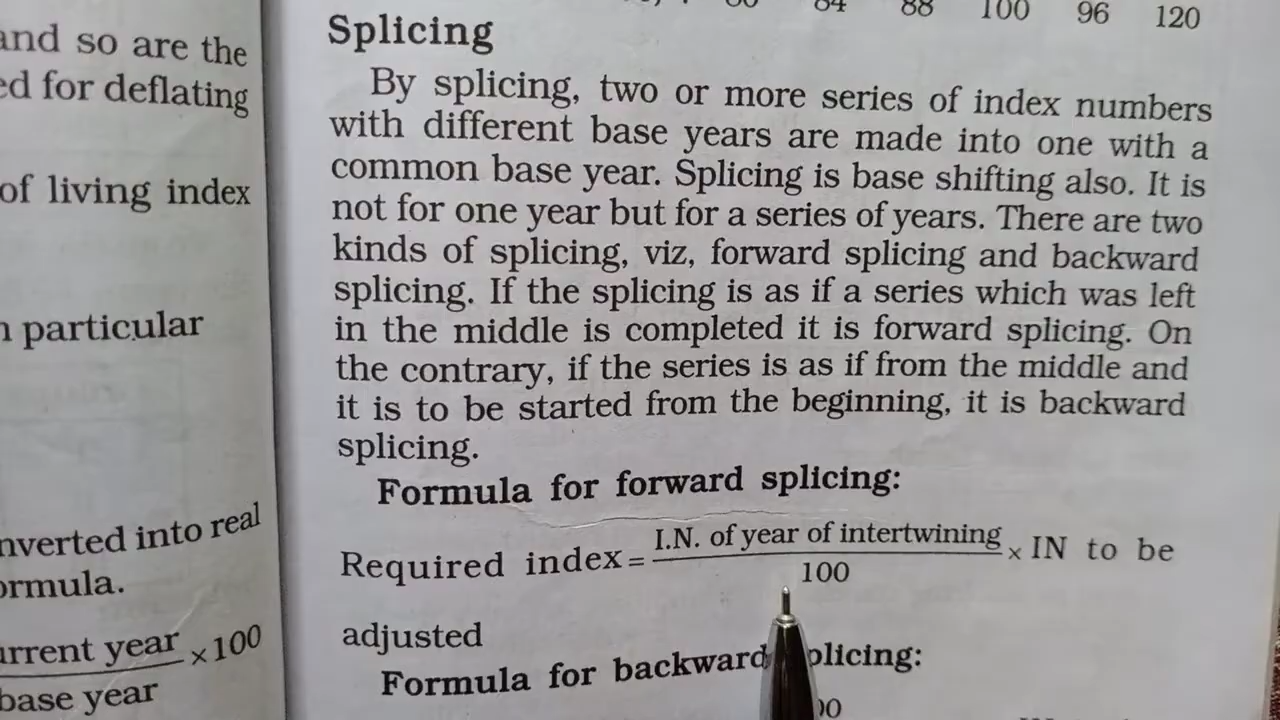 and so are the
ed for deflating
of living index
particular
nverted into real
ormula.
urrent year ×100
base year
84 88 100 96 120
Splicing
By splicing, two or more series of index numbers
with different base years are made into one with a
common base year. Splicing is base shifting also. It is
not for one year but for a series of years. There are two
kinds of splicing, viz, forward splicing and backward
splicing. If the splicing is as if a series which was left
in the middle is completed it is forward splicing. On
the contrary, if the series is as if from the middle and
it is to be started from the beginning, it is backward
splicing.
Formula for forward splicing:
I.N. of year of intertwining
Required index= × IN to be
100
adjusted
Formula for backward plicing: